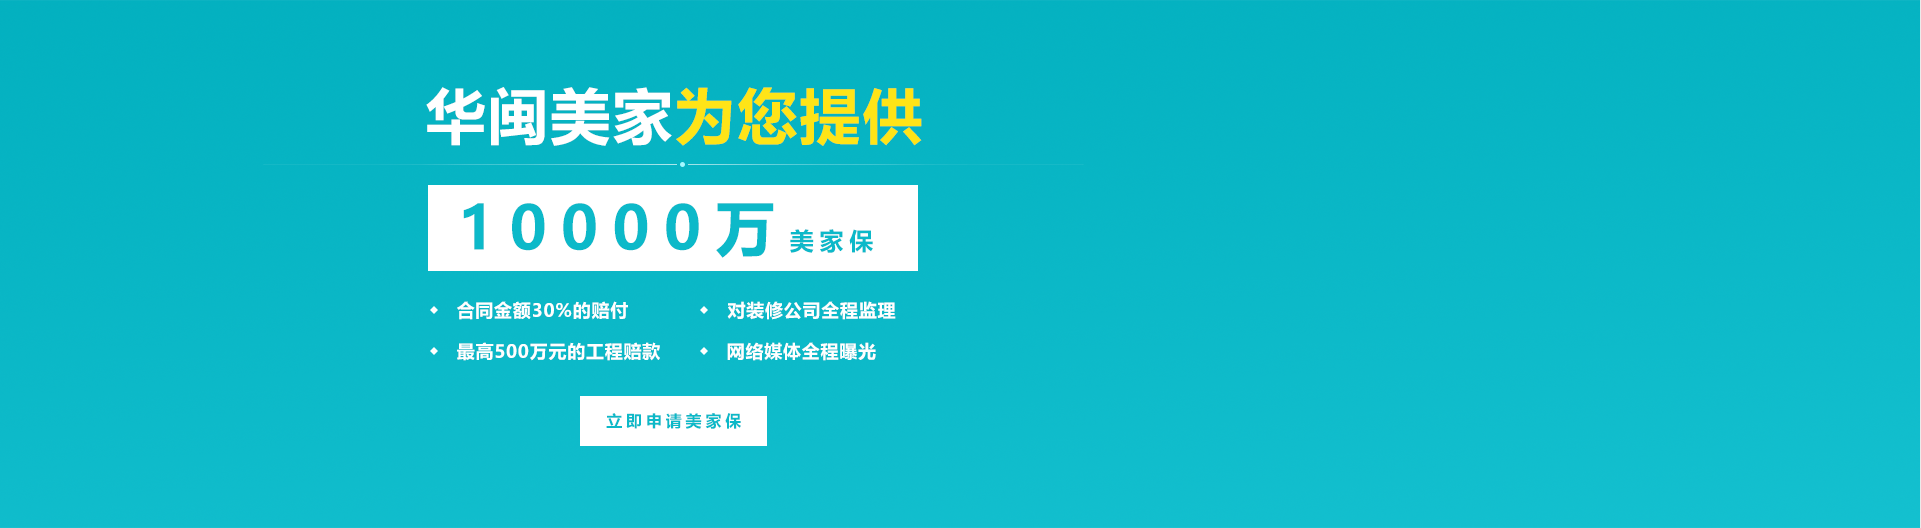 华闽美家为您提供
10000万 美家保
合同金额30%的赔付
对装修公司全程监理
最高500万元的工程赔款
网络媒体全程曝光
立即申请美家保